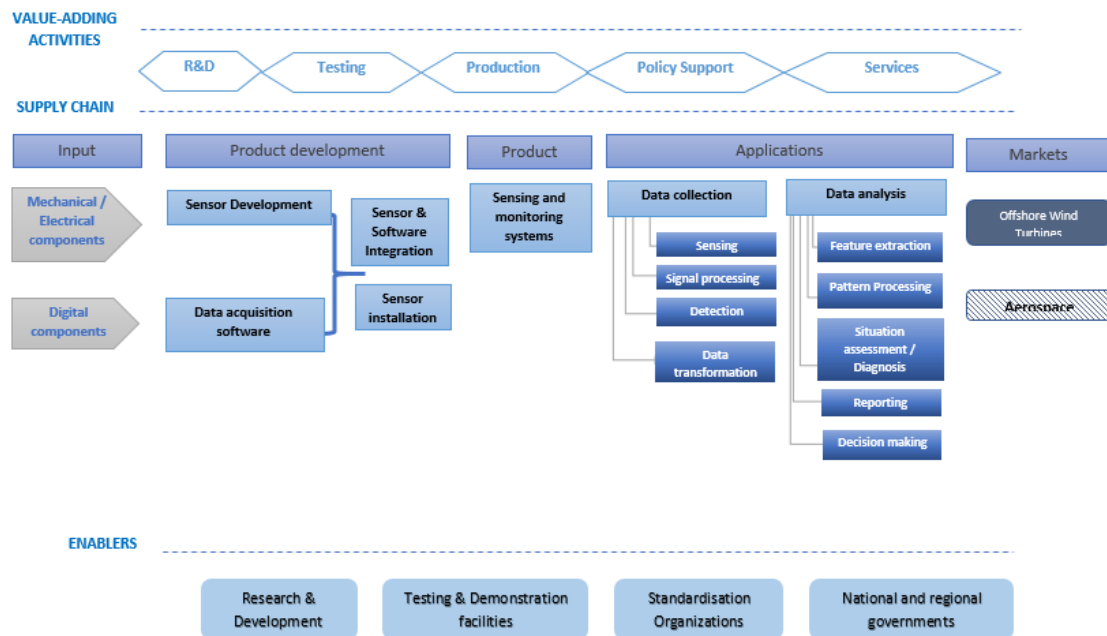 VALUE-ADDING
ACTIVITIES
R&D
Testing
Production
Policy Support
Services
SUPPLY CHAIN
Input
Product development
Product
Applications
Markets
Mechanical /
Electrical
components
Digital
components
Sensor Development
Data acquisition
software
Sensor &
Software
Integration
Sensor
installation
Sensing and
monitoring
systems
Data collection
Sensing
Signal processing
Detection
Data
transformation
Data analysis
Feature extraction
Pattern Processing
Situation
assessment /
Diagnosis
Reporting
Decision making
Offshore Wind
Turbines
Aerospace
ENABLERS
Research &
Development
Testing & Demonstration
facilities
Standardisation
Organizations
National and regional
governments